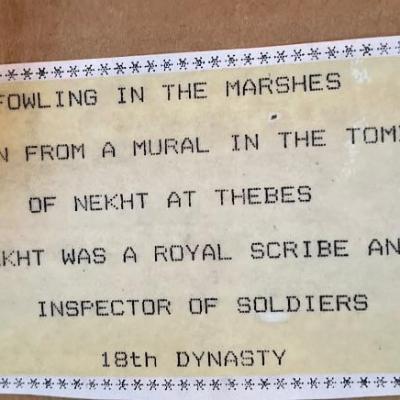 FOWLING IN THE MARSHES
FROM A MURAL IN THE TOMB
OF NEKHT AT THEBES
WAS A ROYAL SCRIBE
INSPECTOR OF SOLDIERS
18th DYNASTY